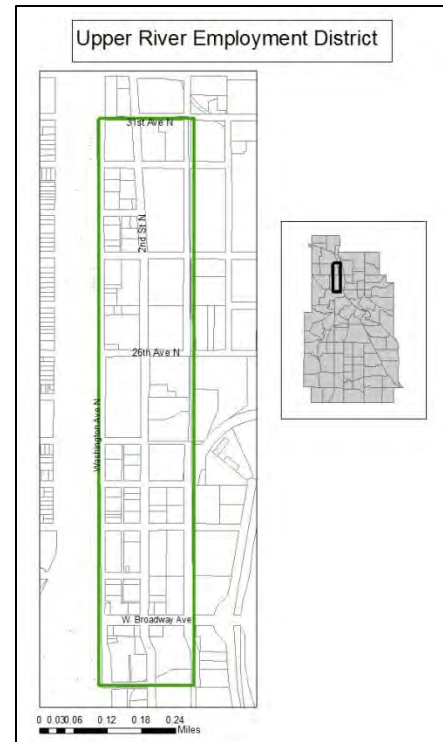 Upper River Employment District
31st Ave N
2nd St N
26th Ave N
Washington Ave N
W. Broadway Ave
0 0.03 0.06 0.12 0.18 0.24
Miles